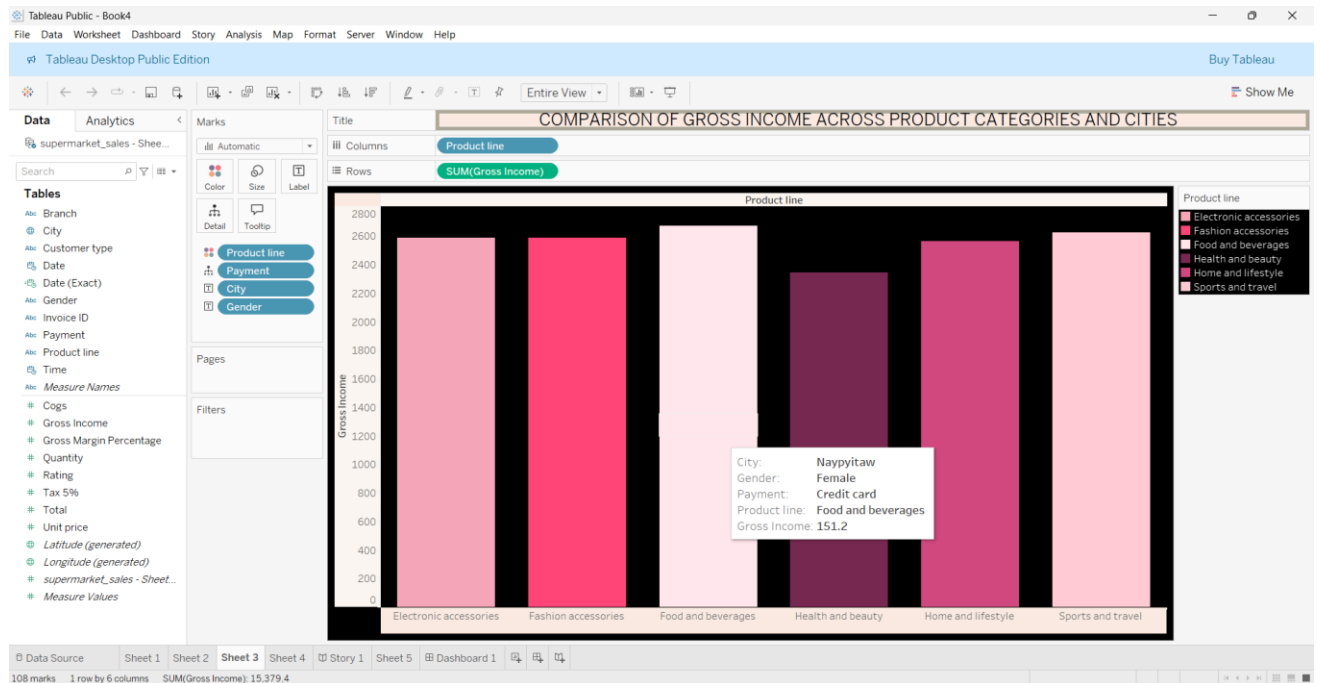 Tableau Public - Book4
File Data Worksheet Dashboard Story Analysis Map Format Server Window Help
Tableau Desktop Public Edition
Buy Tableau
Entire View
Show Me
Data
Analytics
supermarket_sales - Shee...
Search
Tables
Abc Branch
City
Abc Customer type
Date
Date (Exact)
Abc Gender
Abc Invoice ID
Abc Payment
Abc Product line
Time
Abc Measure Names
# Cogs
# Gross Income
# Gross Margin Percentage
# Quantity
# Rating
# Tax 5%
# Total
# Unit price
Latitude (generated)
Longitude (generated)
# supermarket_sales - Sheet...
# Measure Values
Marks
Automatic
Color
Size
Label
Detail
Tooltip
Product line
Payment
City
Gender
Pages
Filters
Title
COMPARISON OF GROSS INCOME ACROSS PRODUCT CATEGORIES AND CITIES
Columns
Product line
Rows
SUM(Gross Income)
Product line
Gross Income
2800
2600
2400
2200
2000
1800
1600
1400
1200
1000
800
600
400
200
0
City: Naypyitaw
Gender: Female
Payment: Credit card
Product line: Food and beverages
Gross Income: 151.2
Electronic accessories
Fashion accessories
Food and beverages
Health and beauty
Home and lifestyle
Sports and travel
Product line
Electronic accessories
Fashion accessories
Food and beverages
Health and beauty
Home and lifestyle
Sports and travel
Data Source
Sheet 1
Sheet 2
Sheet 3
Sheet 4
Story 1
Sheet 5
Dashboard 1
108 marks 1 row by 6 columns SUM(Gross Income): 15,379.4